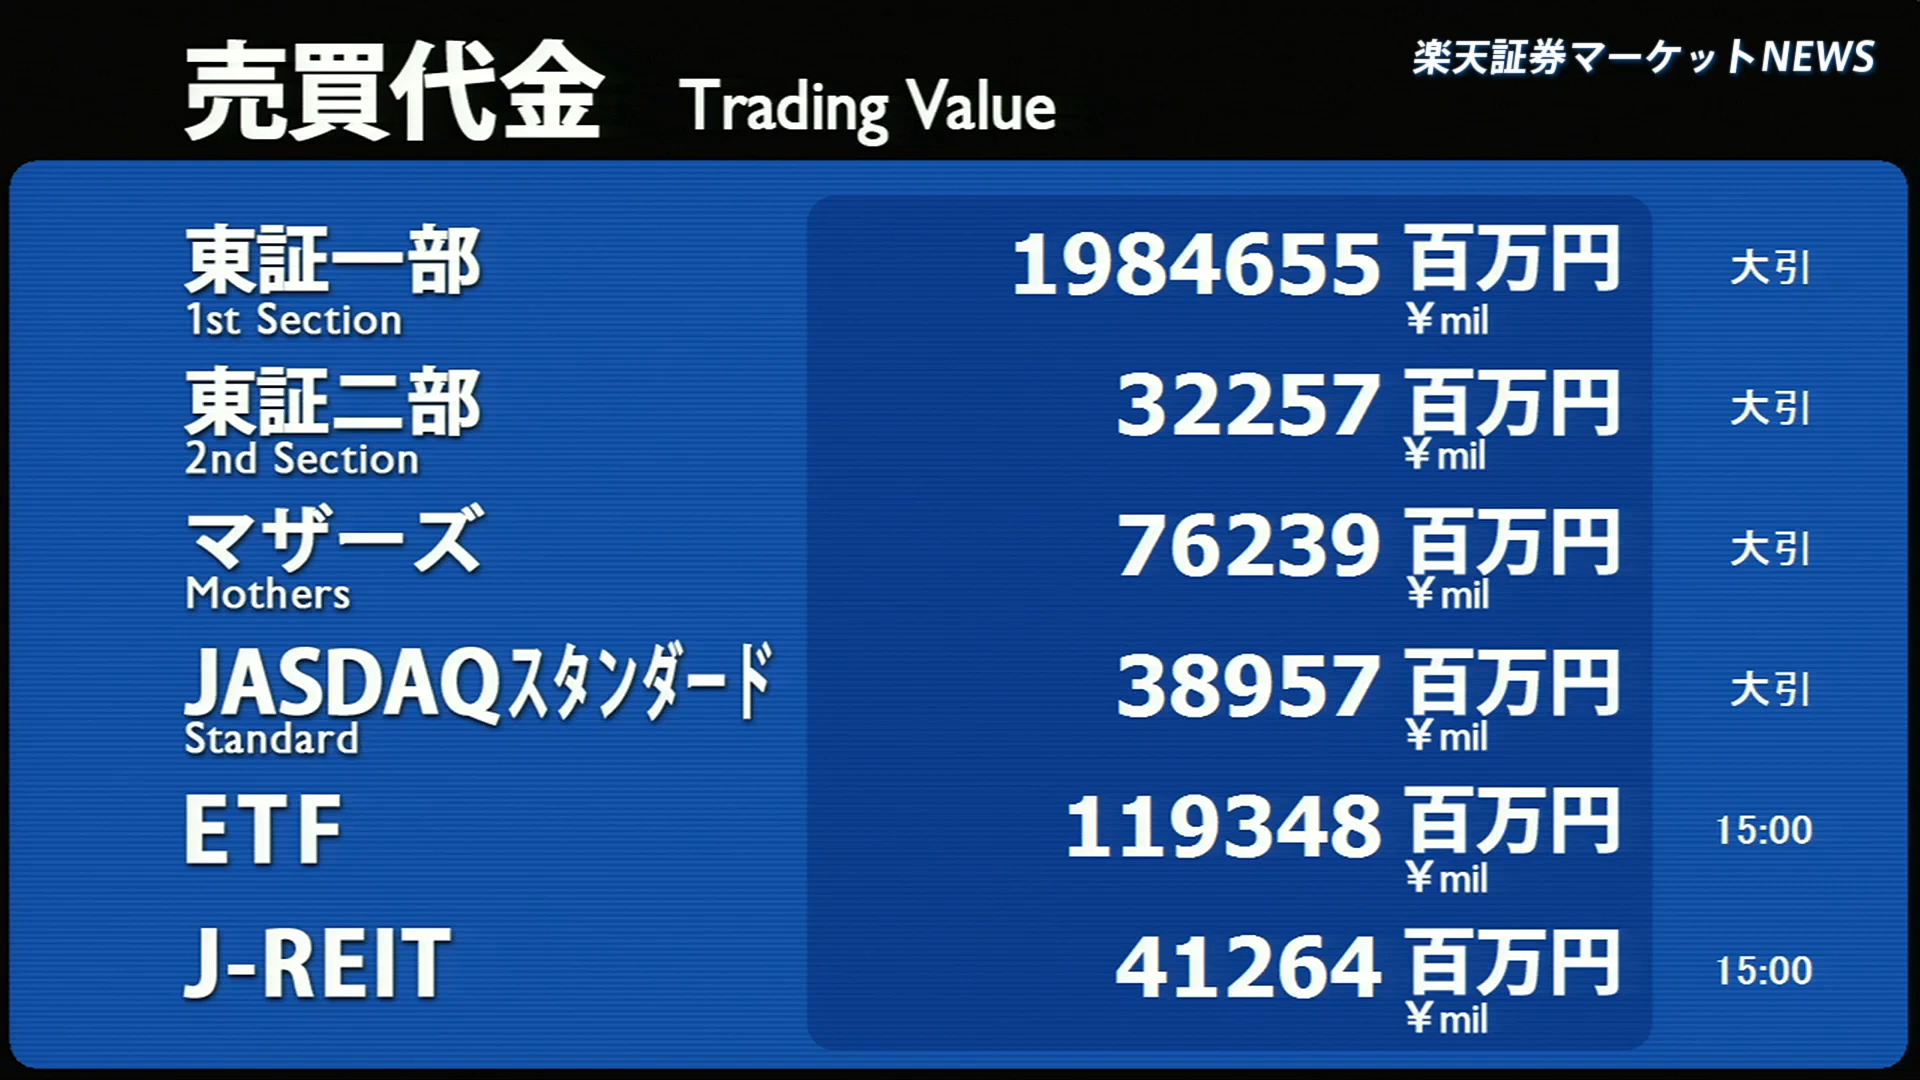 売買代金 Trading Value
楽天証券マーケットNEWS
東証一部 1984655 百万円 大引
1st Section ¥mil
東証二部 32257 百万円 大引
2nd Section ¥mil
マザーズ 76239 百万円 大引
Mothers ¥mil
JASDAQスタンダード 38957 百万円 大引
Standard ¥mil
ETF 119348 百万円 15:00
¥mil
J-REIT 41264 百万円 15:00
¥mil